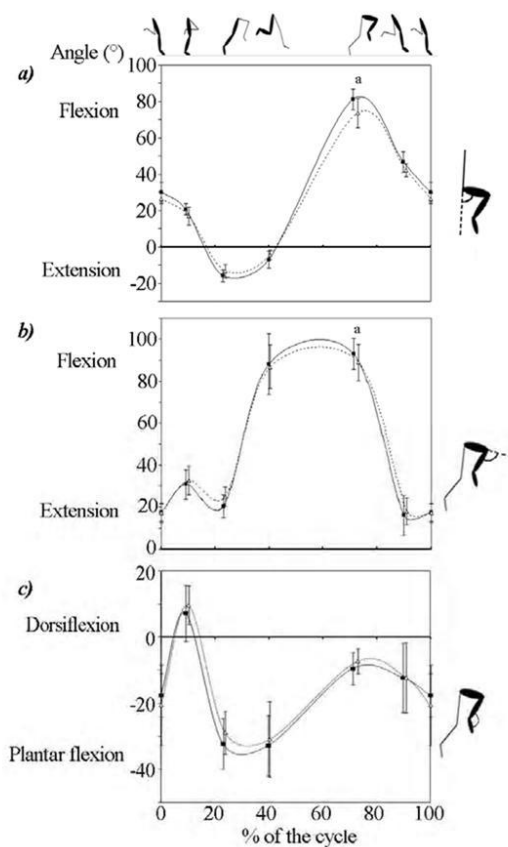 Angle (°)
a)
100
80
60
40
20
0
-20
Flexion
Extension
a
b)
100
80
60
40
20
0
Flexion
Extension
a
c)
20
0
-20
-40
Dorsiflexion
Plantar flexion
0 20 40 60 80 100
% of the cycle